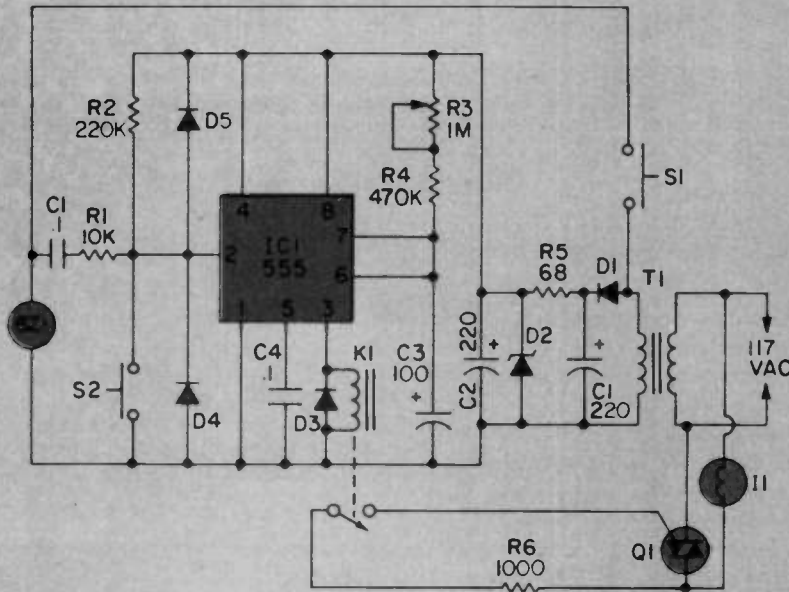 R2
220K
D5
R3
1M
R4
470K
S1
C1
.1
R1
10K
4
8
7
2
IC1
555
6
1
5
3
R5
68
D1
T1
BZ1
S2
D4
C4
.1
D3
K1
C3
100
+
220
C2
+
D2
+
C1
220
117
VAC
I1
Q1
R6
1000